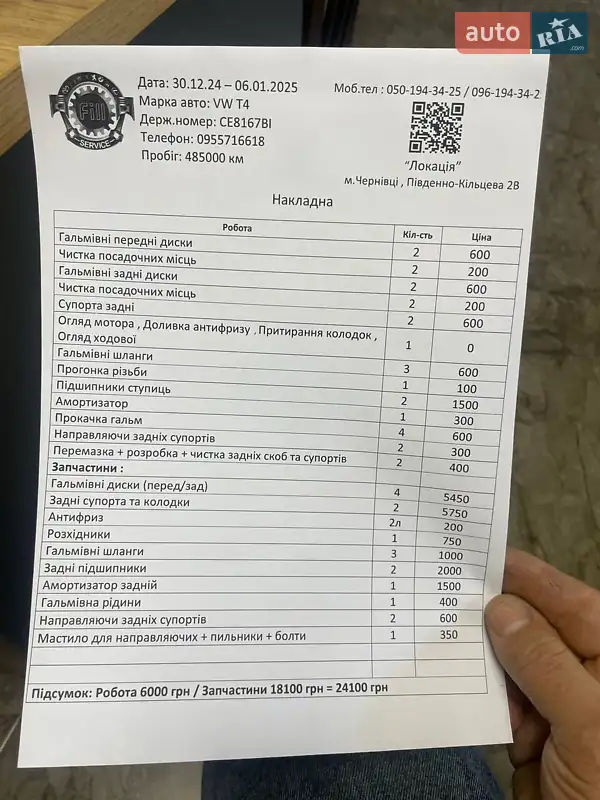 auto RIA .com
Fill
SERVICE
Дата: 30.12.24 – 06.01.2025
Марка авто: VW T4
Держ.номер: CE8167BI
Телефон: 0955716618
Пробіг: 485000 км
Моб.тел : 050-194-34-25 / 096-194-34-2
“Локація”
м.Чернівці , Південно-Кільцева 2В
Накладна
Робота Кіл-сть Ціна
Гальмівні передні диски 2 600
Чистка посадочних місць 2 200
Гальмівні задні диски 2 600
Чистка посадочних місць 2 200
Супорта задні 2 600
Огляд мотора , Доливка антифризу , Притирання колодок ,
Огляд ходової 1 0
Гальмівні шланги 3 600
Прогонка різьби 1 100
Підшипники ступиць 2 1500
Амортизатор 1 300
Прокачка гальм 4 600
Направляючи задніх супортів 2 300
Перемазка + розробка + чистка задніх скоб та супортів 2 400
Запчастини :
Гальмівні диски (перед/зад) 4 5450
Задні супорта та колодки 2 5750
Антифриз 2л 200
Розхідники 1 750
Гальмівні шланги 3 1000
Задні підшипники 2 2000
Амортизатор задній 1 1500
Гальмівна рідини 1 400
Направляючи задніх супортів 2 600
Мастило для направляючих + пильники + болти 1 350
Підсумок: Робота 6000 грн / Запчастини 18100 грн = 24100 грн